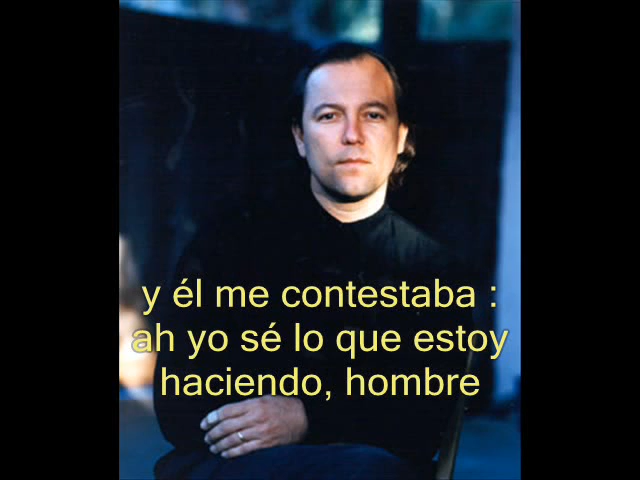 y él me contestaba :
ah yo sé lo que estoy
haciendo, hombre